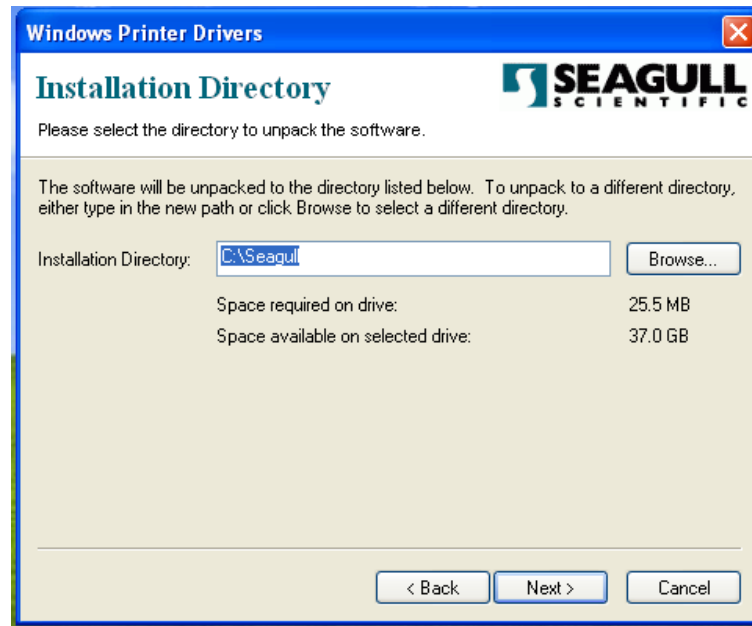 Windows Printer Drivers
Installation Directory
SEAGULL
SCIENTIFIC
Please select the directory to unpack the software.
The software will be unpacked to the directory listed below. To unpack to a different directory,
either type in the new path or click Browse to select a different directory.
Installation Directory: C:\Seagull Browse...
Space required on drive: 25.5 MB
Space available on selected drive: 37.0 GB
< Back Next > Cancel